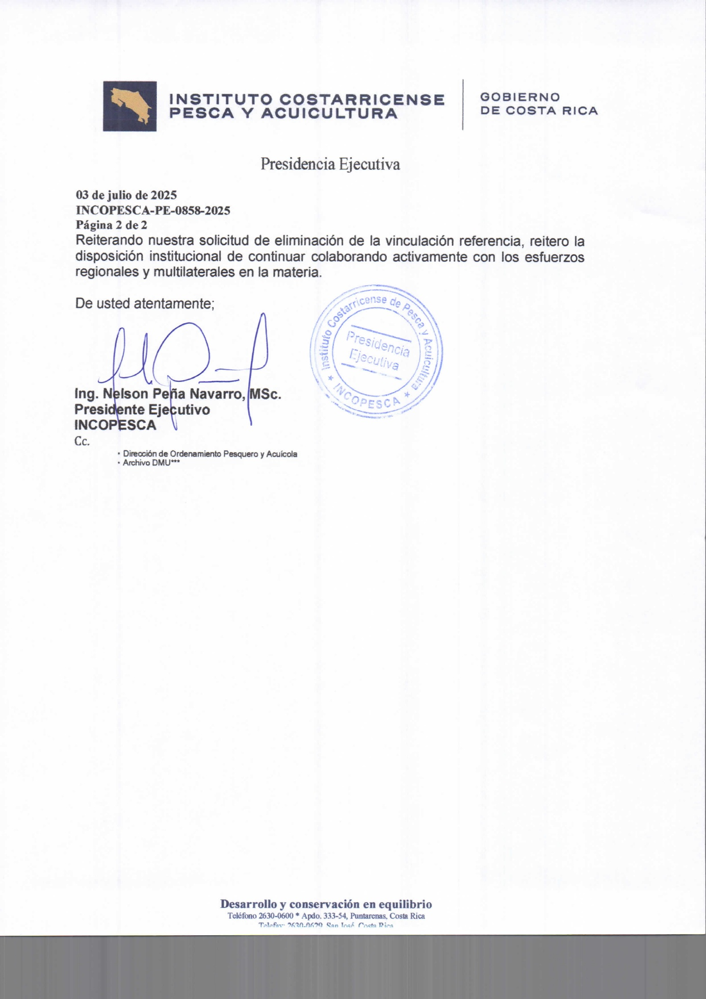 INSTITUTO COSTARRICENSE
PESCA Y ACUICULTURA
GOBIERNO
DE COSTA RICA
Presidencia Ejecutiva
03 de julio de 2025
INCOPESCA-PE-0858-2025
Página 2 de 2
Reiterando nuestra solicitud de eliminación de la vinculación referencia, reitero la
disposición institucional de continuar colaborando activamente con los esfuerzos
regionales y multilaterales en la materia.
De usted atentamente;
Instituto Costarricense de Pesca y Acuicultura
Presidencia
Ejecutiva
* INCOPESCA *
Ing. Nelson Peña Navarro, MSc.
Presidente Ejecutivo
INCOPESCA
Cc.
• Dirección de Ordenamiento Pesquero y Acuícola
• Archivo DMU***
Desarrollo y conservación en equilibrio
Teléfono 2630-0600 * Apdo. 333-54, Puntarenas, Costa Rica
Telefax: 2630-0629, San José, Costa Rica